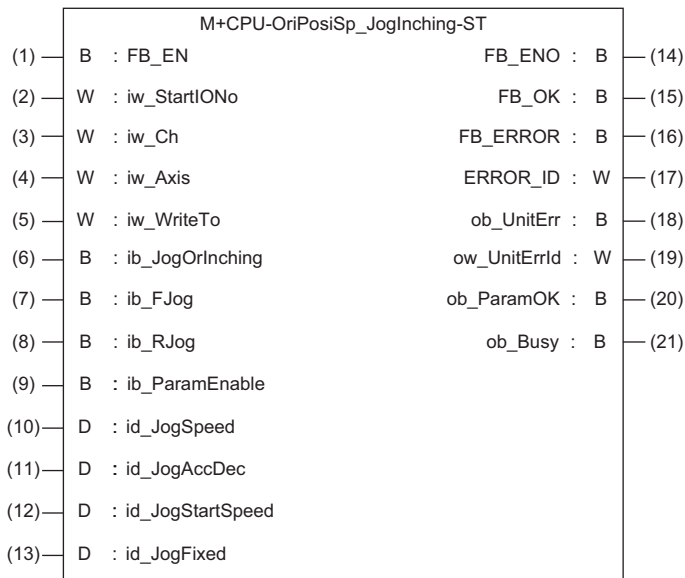 M+CPU-OriPosiSp_JogInching-ST
(1) B : FB_EN FB_ENO : B (14)
(2) W : iw_StartIONo FB_OK : B (15)
(3) W : iw_Ch FB_ERROR : B (16)
(4) W : iw_Axis ERROR_ID : W (17)
(5) W : iw_WriteTo ob_UnitErr : B (18)
(6) B : ib_JogOrInching ow_UnitErrId : W (19)
(7) B : ib_FJog ob_ParamOK : B (20)
(8) B : ib_RJog ob_Busy : B (21)
(9) B : ib_ParamEnable
(10) D : id_JogSpeed
(11) D : id_JogAccDec
(12) D : id_JogStartSpeed
(13) D : id_JogFixed